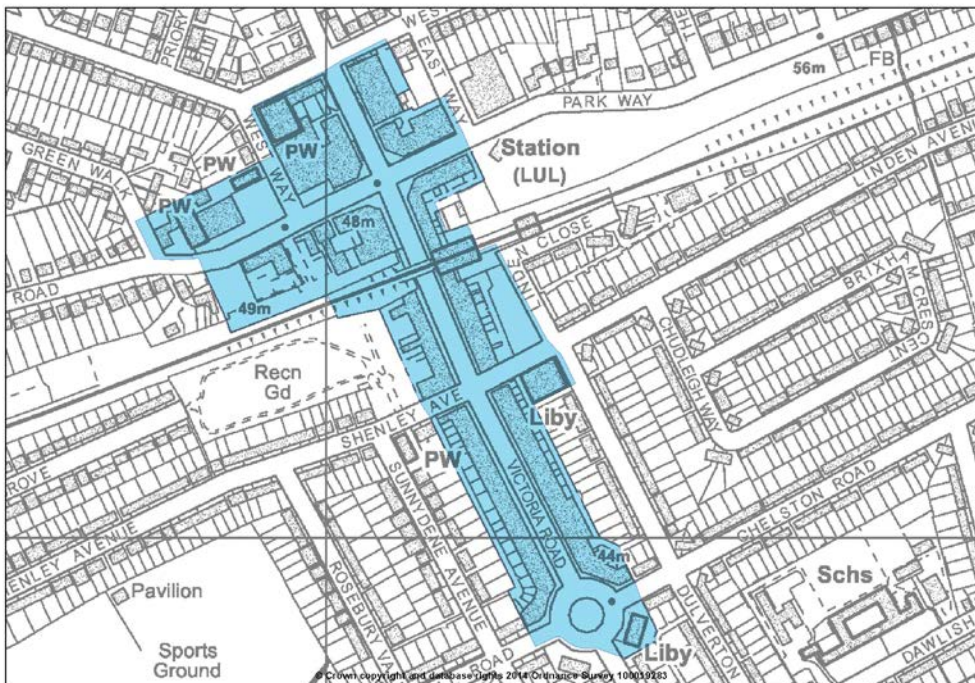 PRIORY
WEST
EAST WAY
THE
56m
FB
PARK WAY
Station
(LUL)
LINDEN AVENUE
WEST WAY
PW
PW
GREEN WALK
PW
48m
CLOSE
ROAD
49m
BRIXHAM CRESCENT
CHUDLEIGH WAY
Recn
Gd
SHENLEY AVE
Liby
PW
GROVE
SUNNYDENE AVENUE
VICTORIA ROAD
CHELSTON ROAD
44m
ENLEY AVENUE
Pavilion
ROSEBURY VA
Schs
DULVERTON
DAWLISH
Sports
Ground
ROAD
Liby
© Crown copyright and database rights 2014 Ordnance Survey 100019283